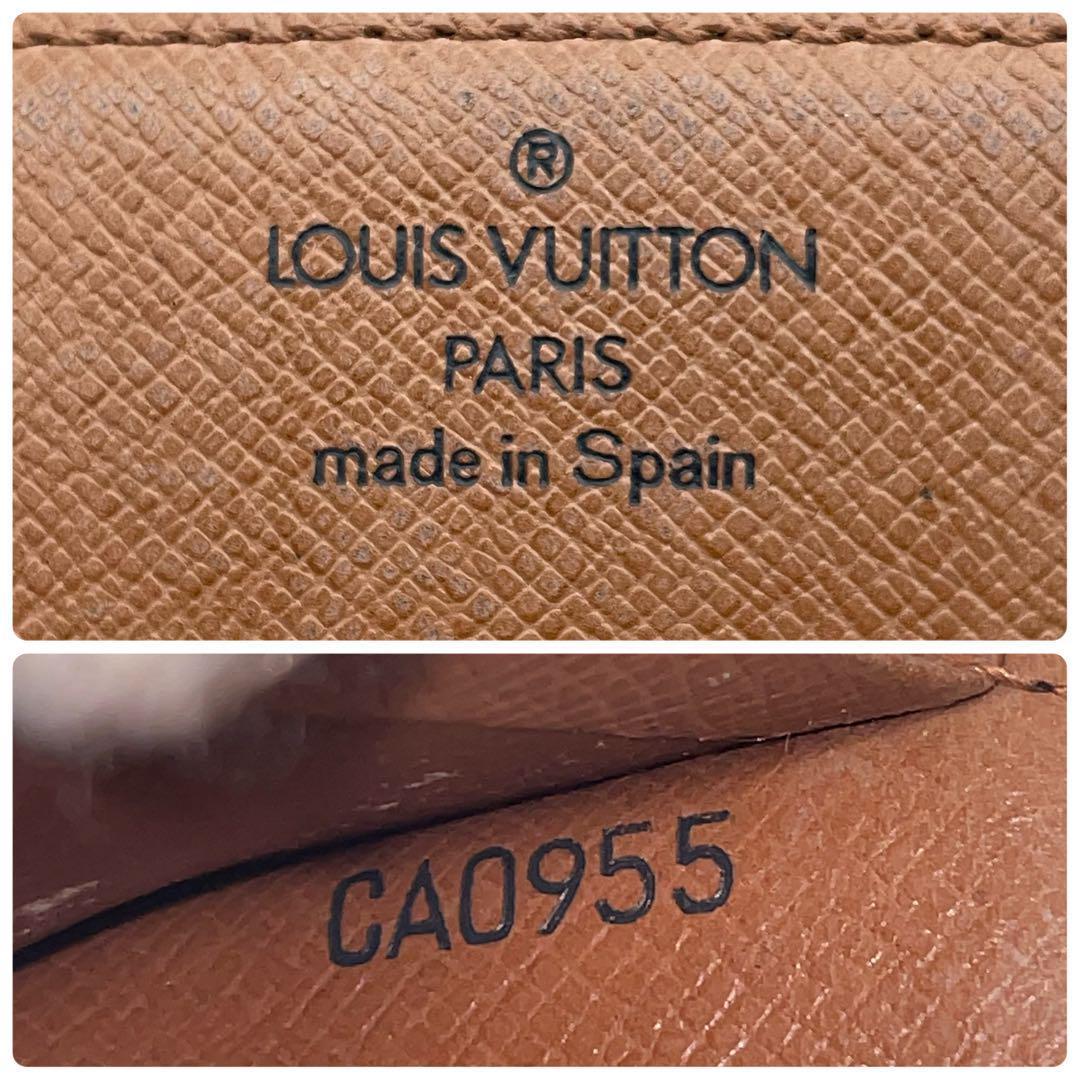 ®
LOUIS VUITTON
PARIS
made in Spain
CA0955